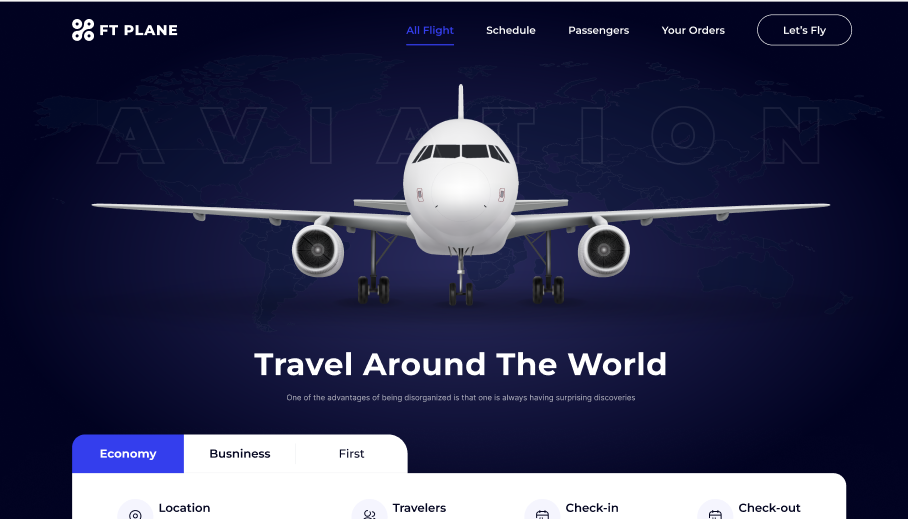 FT PLANE
All Flight
Schedule
Passengers
Your Orders
Let's Fly
AVIATION
Travel Around The World
One of the advantages of being disorganized is that one is always having surprising discoveries
Economy
Busniness
First
Location
Travelers
Check-in
Check-out